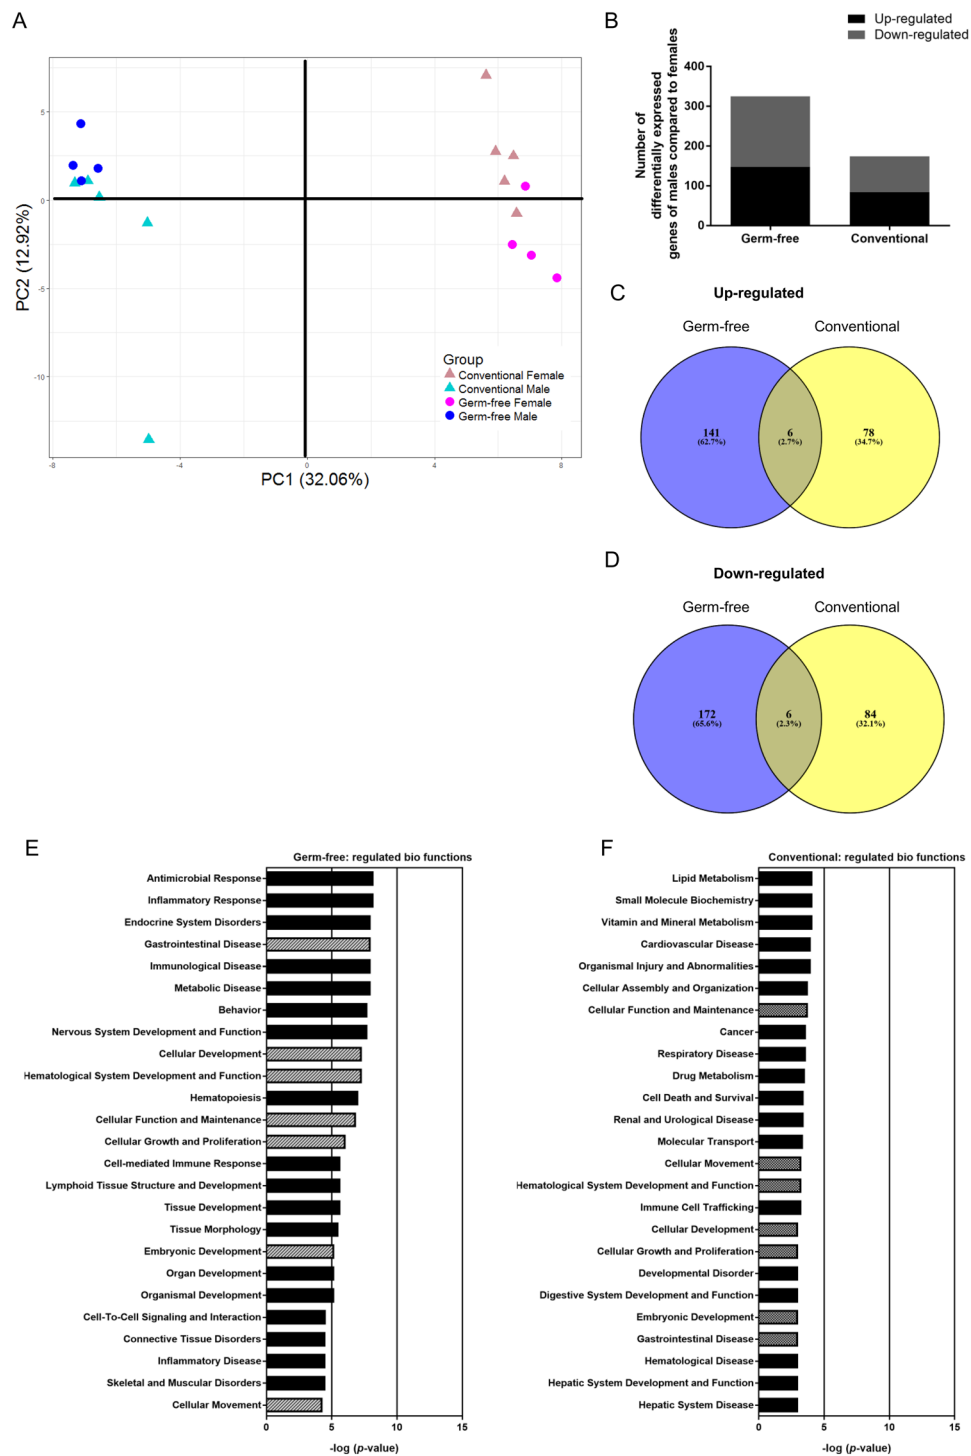 A
5
0
-5
-10
-8
-4
0
4
8
PC2 (12.92%)
PC1 (32.06%)
Group
Conventional Female
Conventional Male
Germ-free Female
Germ-free Male
B
Up-regulated
Down-regulated
Number of
differentially expressed
genes of males compared to females
400
300
200
100
0
Germ-free
Conventional
C
Up-regulated
Germ-free
Conventional
141
(62.7%)
6
(2.7%)
78
(34.7%)
D
Down-regulated
Germ-free
Conventional
172
(65.6%)
6
(2.3%)
84
(32.1%)
E
Germ-free: regulated bio functions
Antimicrobial Response
Inflammatory Response
Endocrine System Disorders
Gastrointestinal Disease
Immunological Disease
Metabolic Disease
Behavior
Nervous System Development and Function
Cellular Development
Hematological System Development and Function
Hematopoiesis
Cellular Function and Maintenance
Cellular Growth and Proliferation
Cell-mediated Immune Response
Lymphoid Tissue Structure and Development
Tissue Development
Tissue Morphology
Embryonic Development
Organ Development
Organismal Development
Cell-To-Cell Signaling and Interaction
Connective Tissue Disorders
Inflammatory Disease
Skeletal and Muscular Disorders
Cellular Movement
0
5
10
15
-log (p-value)
F
Conventional: regulated bio functions
Lipid Metabolism
Small Molecule Biochemistry
Vitamin and Mineral Metabolism
Cardiovascular Disease
Organismal Injury and Abnormalities
Cellular Assembly and Organization
Cellular Function and Maintenance
Cancer
Respiratory Disease
Drug Metabolism
Cell Death and Survival
Renal and Urological Disease
Molecular Transport
Cellular Movement
Hematological System Development and Function
Immune Cell Trafficking
Cellular Development
Cellular Growth and Proliferation
Developmental Disorder
Digestive System Development and Function
Embryonic Development
Gastrointestinal Disease
Hematological Disease
Hepatic System Development and Function
Hepatic System Disease
0
5
10
15
-log (p-value)